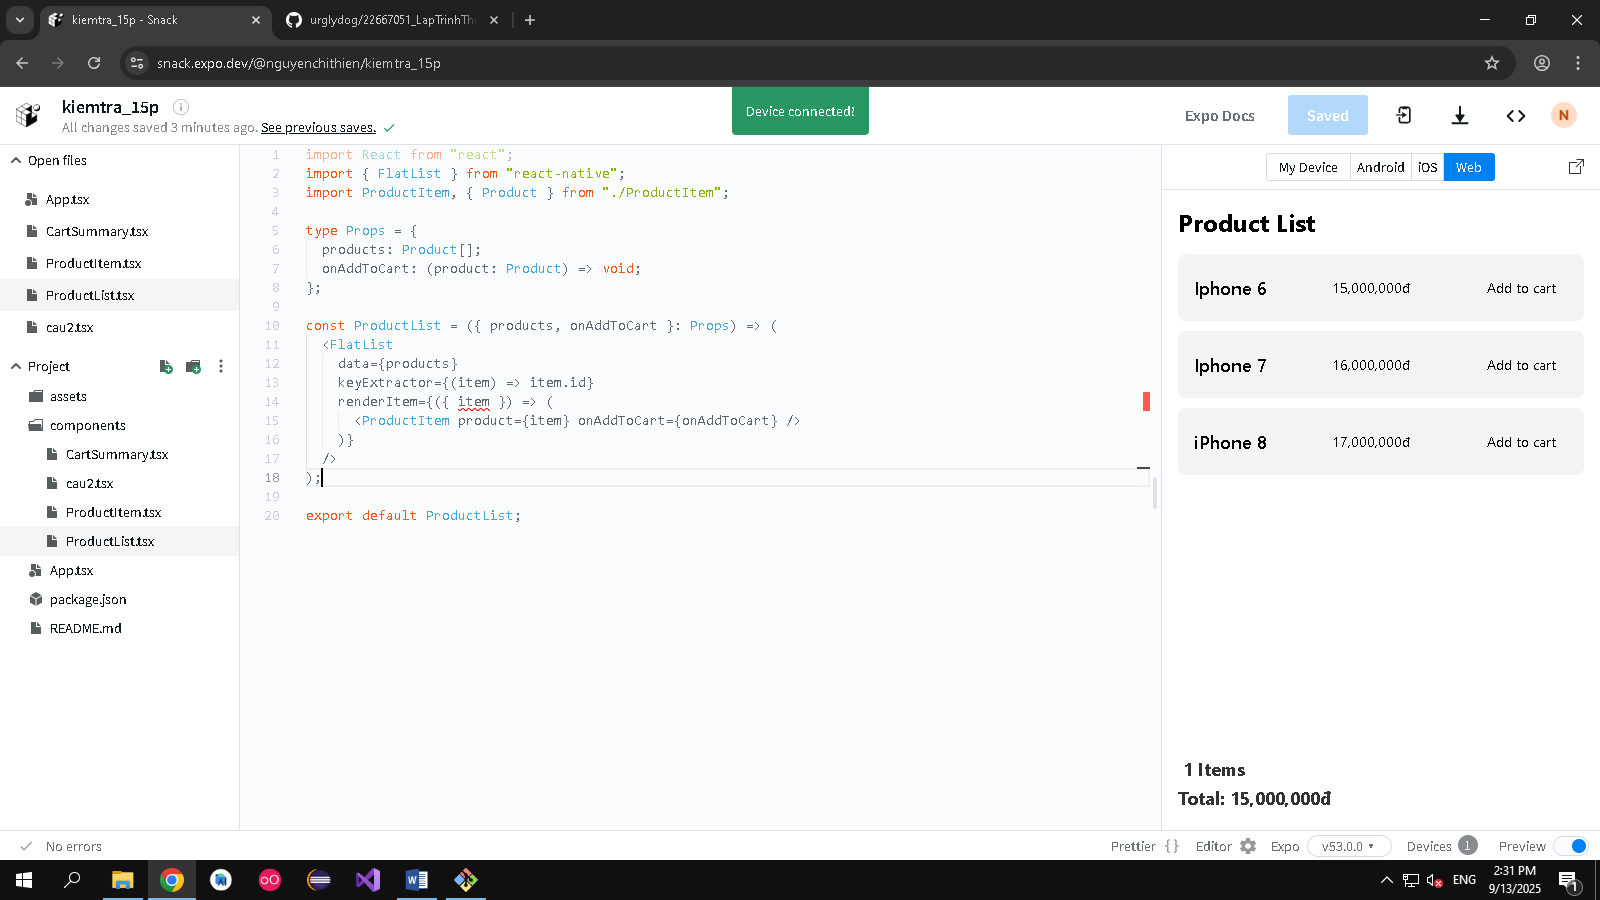 kiemtra_15p - Snack
urglydog/22667051_LapTrinhThi
snack.expo.dev/@nguyenchithien/kiemtra_15p
kiemtra_15p
All changes saved 3 minutes ago. See previous saves.
Device connected!
Expo Docs
Saved
N
Open files
App.tsx
CartSummary.tsx
ProductItem.tsx
ProductList.tsx
cau2.tsx
Project
assets
components
CartSummary.tsx
cau2.tsx
ProductItem.tsx
ProductList.tsx
App.tsx
package.json
README.md
1 import React from "react";
2 import { FlatList } from "react-native";
3 import ProductItem, { Product } from "./ProductItem";
4
5 type Props = {
6 products: Product[];
7 onAddToCart: (product: Product) => void;
8 };
9
10 const ProductList = ({ products, onAddToCart }: Props) => (
11 <FlatList
12 data={products}
13 keyExtractor={(item) => item.id}
14 renderItem={({ item }) => (
15 <ProductItem product={item} onAddToCart={onAddToCart} />
16 )}
17 />
18 );
19
20 export default ProductList;
My Device Android iOS Web
Product List
Iphone 6 15,000,000đ Add to cart
Iphone 7 16,000,000đ Add to cart
iPhone 8 17,000,000đ Add to cart
1 Items
Total: 15,000,000đ
No errors
Prettier {} Editor Expo v53.0.0 Devices 1 Preview
ENG
2:31 PM
9/13/2025
1